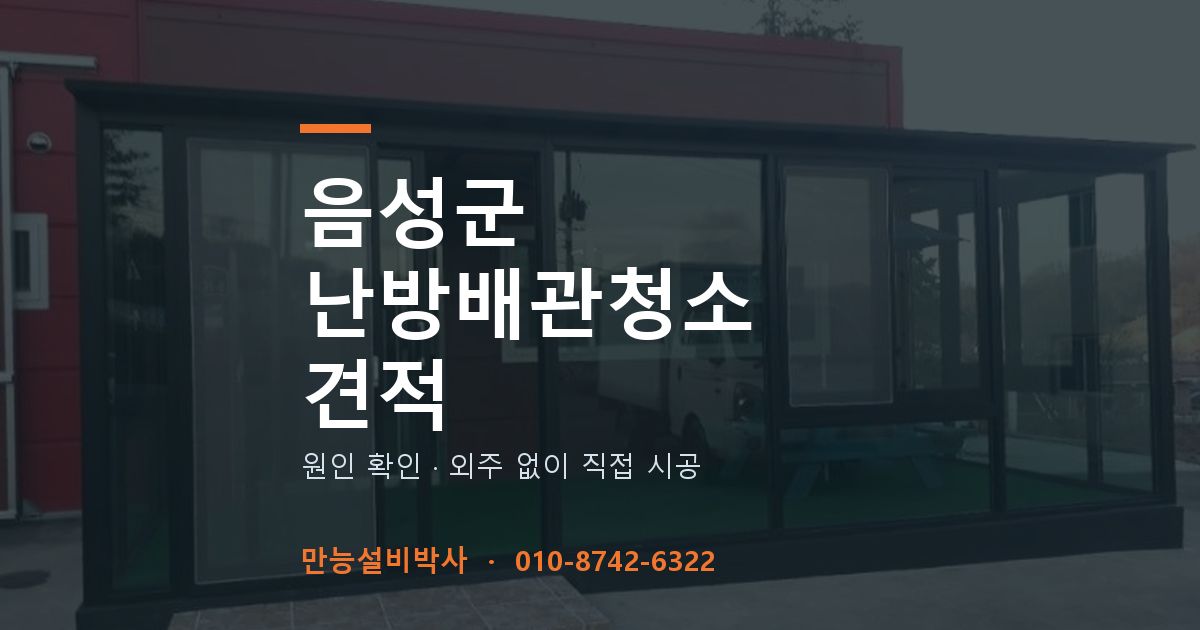 음성군
난방배관청소
견적
원인 확인 · 외주 없이 직접 시공
만능설비박사 · 010-8742-6322